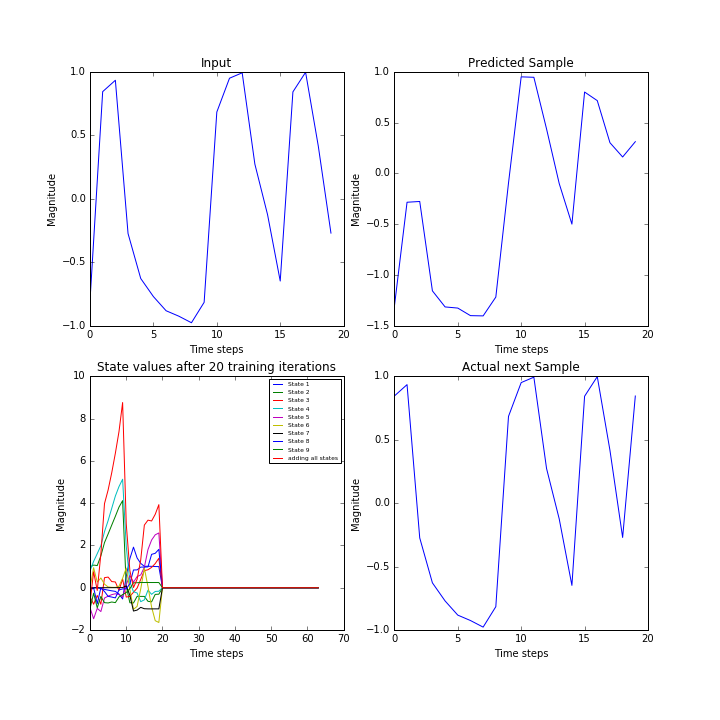 Input
1.0
0.5
0.0
−0.5
−1.0
Magnitude
0 5 10 15 20
Time steps
Predicted Sample
1.0
0.5
0.0
−0.5
−1.0
−1.5
Magnitude
0 5 10 15 20
Time steps
State values after 20 training iterations
10
8
6
4
2
0
−2
Magnitude
State 1
State 2
State 3
State 4
State 5
State 6
State 7
State 8
State 9
adding all states
0 10 20 30 40 50 60 70
Time steps
Actual next Sample
1.0
0.5
0.0
−0.5
−1.0
Magnitude
0 5 10 15 20
Time steps